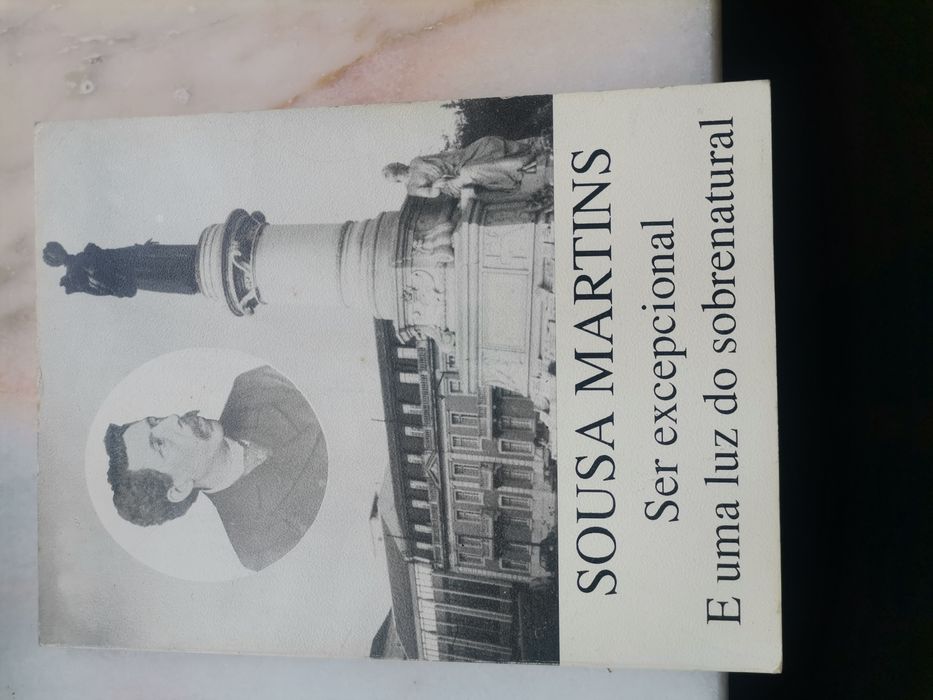 SOUSA MARTINS
Ser excepcional
E uma luz do sobrenatural